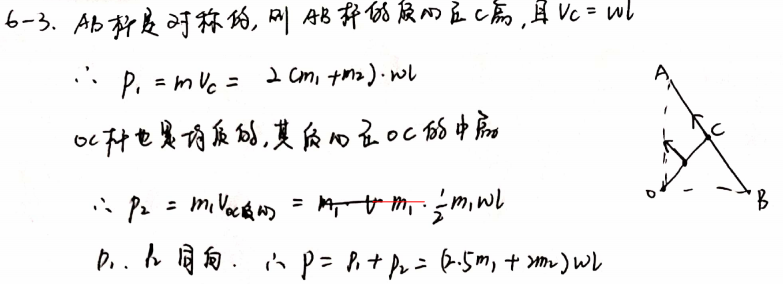 6-3. AB杆是对称的, 则 AB杆的质心在C点, 且 Vc = ωl
∴ P₁ = mVc = 2(m₁+m₂)·ωl
OC杆也是均质的, 其质心在OC的中点
∴ P₂ = m₁Voc质心 = m₁·v m₁·½m₁ωl
P₁、P₂ 同向. ∴ P = P₁ + P₂ = (2.5m₁ + 2m₂)ωl
A
C
O
B